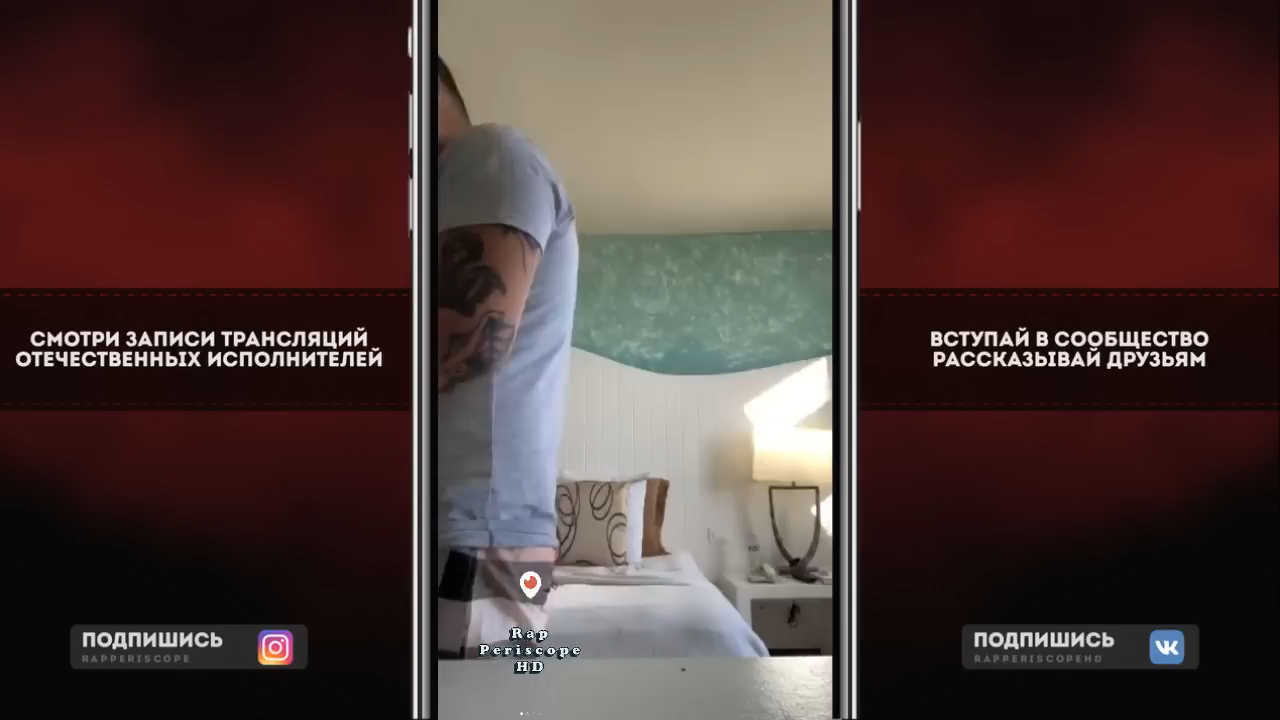 СМОТРИ ЗАПИСИ ТРАНСЛЯЦИЙ
ОТЕЧЕСТВЕННЫХ ИСПОЛНИТЕЛЕЙ
ВСТУПАЙ В СООБЩЕСТВО
РАССКАЗЫВАЙ ДРУЗЬЯМ
Rap
Periscope
HD
ПОДПИШИСЬ
RAPPERISCOPE
ПОДПИШИСЬ
RAPPERISCOPEHD